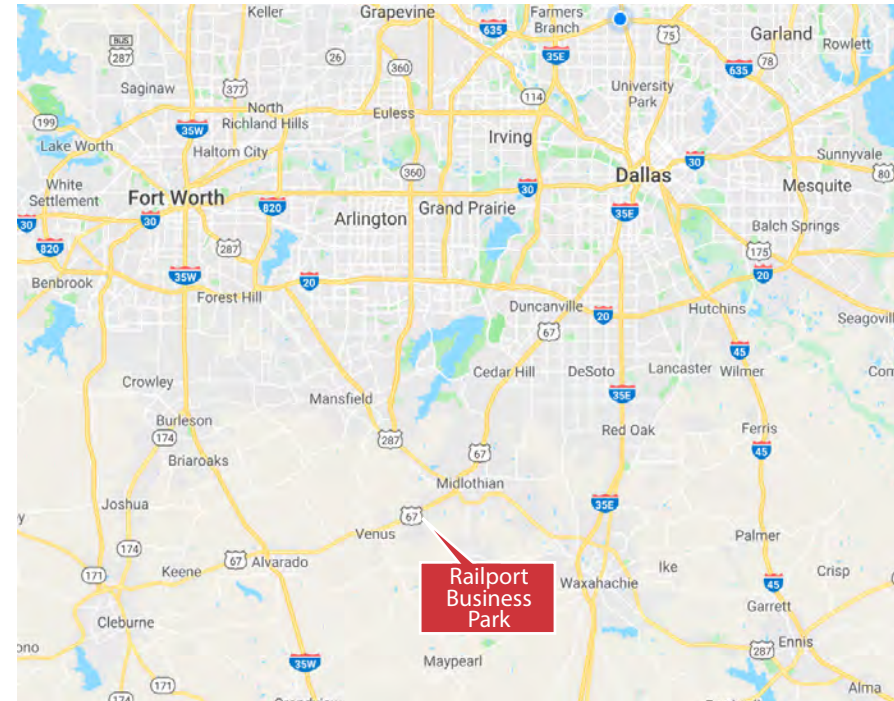 Keller
Grapevine
Farmers
Branch
635
75
Garland
Rowlett
BUS
287
26
360
35E
78
635
Saginaw
377
University
Park
114
North
Richland Hills
Euless
199
35W
Irving
Lake Worth
Haltom City
Sunnyvale
30
80
White
Settlement
360
Dallas
Mesquite
Fort Worth
30
820
Arlington
Grand Prairie
35E
30
30
Balch Springs
820
287
175
Benbrook
35W
20
20
Forest Hill
Duncanville
Hutchins
20
Seagovill
67
45
Crowley
Cedar Hill
DeSoto
Lancaster
Wilmer
Com
Mansfield
35E
Burleson
174
287
Red Oak
Ferris
Briaroaks
67
45
Midlothian
Joshua
35E
y
67
Venus
Palmer
174
67
Alvarado
Keene
171
Railport
Business
Park
Waxahachie
Ike
Crisp
45
Garrett
Cleburne
Ennis
ono
287
35W
Maypearl
171
Alma
174